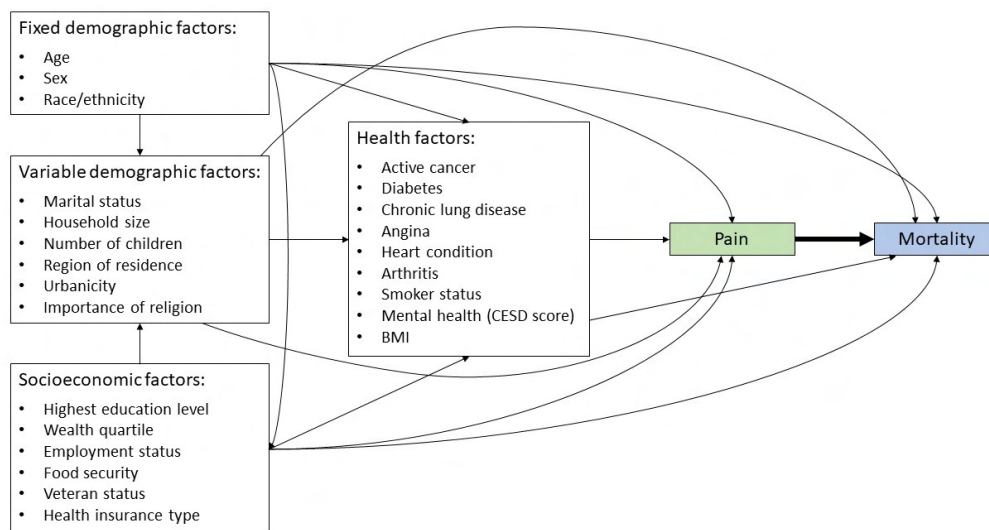 Fixed demographic factors:
• Age
• Sex
• Race/ethnicity
Variable demographic factors:
• Marital status
• Household size
• Number of children
• Region of residence
• Urbanicity
• Importance of religion
Socioeconomic factors:
• Highest education level
• Wealth quartile
• Employment status
• Food security
• Veteran status
• Health insurance type
Health factors:
• Active cancer
• Diabetes
• Chronic lung disease
• Angina
• Heart condition
• Arthritis
• Smoker status
• Mental health (CESD score)
• BMI
Pain
Mortality